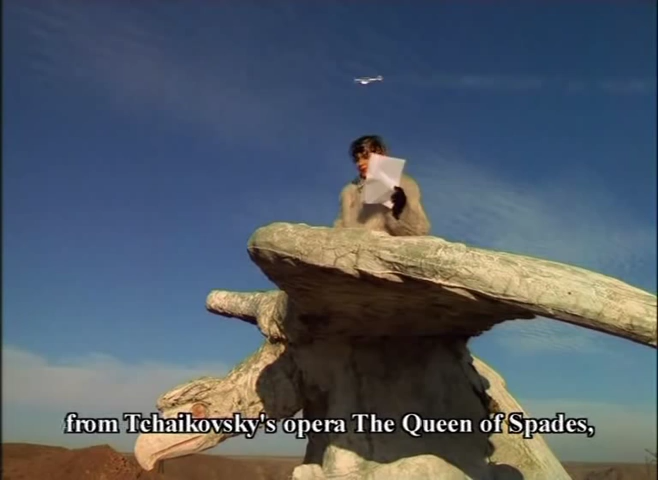 from Tchaikovsky's opera The Queen of Spades,